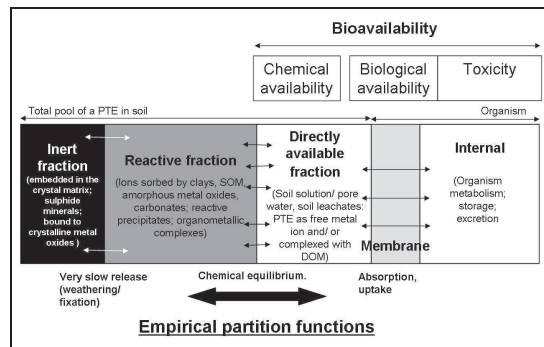 Bioavailability
Chemical availability
Biological availability
Toxicity
Total pool of a PTE in soil
Organism
Inert fraction
(embedded in the crystal matrix; sulphide minerals; bound to crystalline metal oxides )
Reactive fraction
(Ions sorbed by clays, SOM, amorphous metal oxides, carbonates; reactive precipitates; organometallic complexes)
Directly available fraction
(Soil solution/ pore water, soil leachates: PTE as free metal ion and/ or complexed with DOM)
Membrane
Internal
(Organism metabolism; storage; excretion
Very slow release (weathering/ fixation)
Chemical equilibrium.
Absorption, uptake
Empirical partition functions